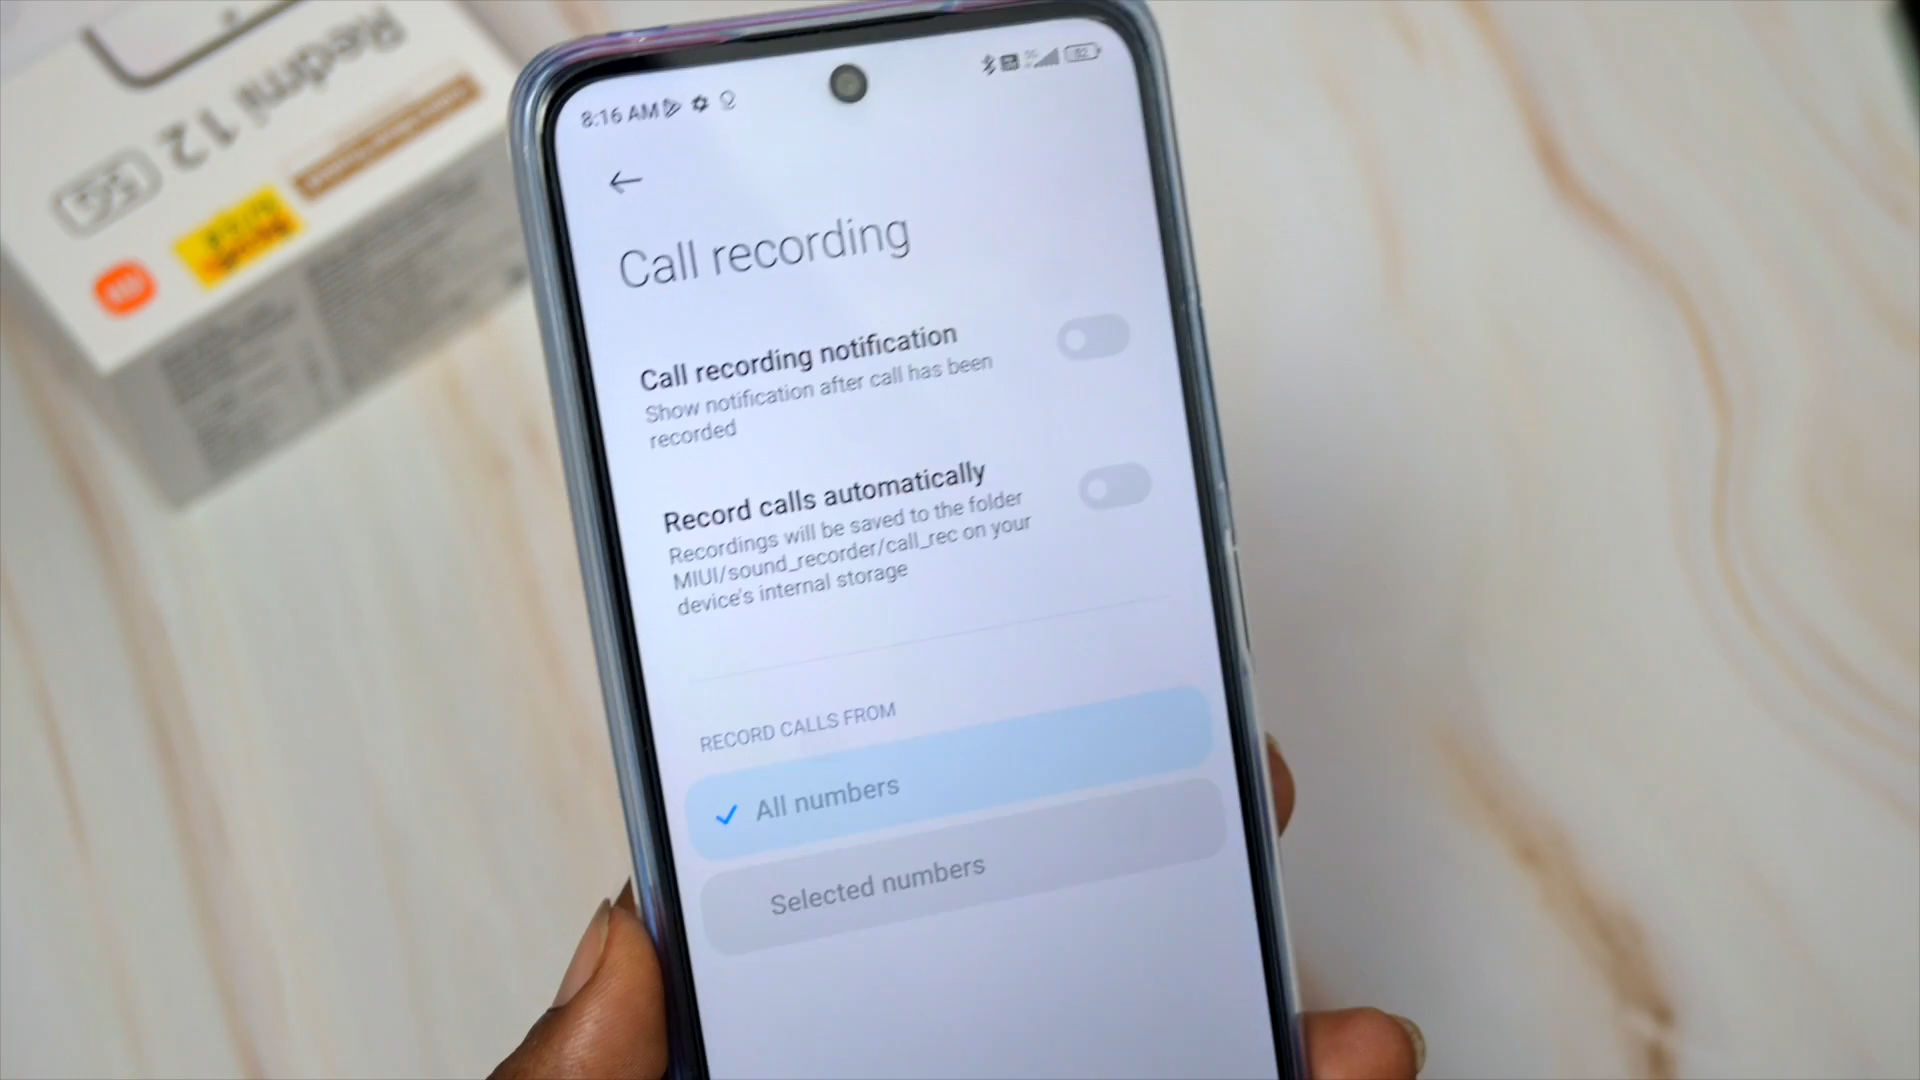 Redmi 12
5G
8:16 AM
82
Call recording
Call recording notification
Show notification after call has been
recorded
Record calls automatically
Recordings will be saved to the folder
MIUI/sound_recorder/call_rec on your
device's internal storage
RECORD CALLS FROM
All numbers
Selected numbers